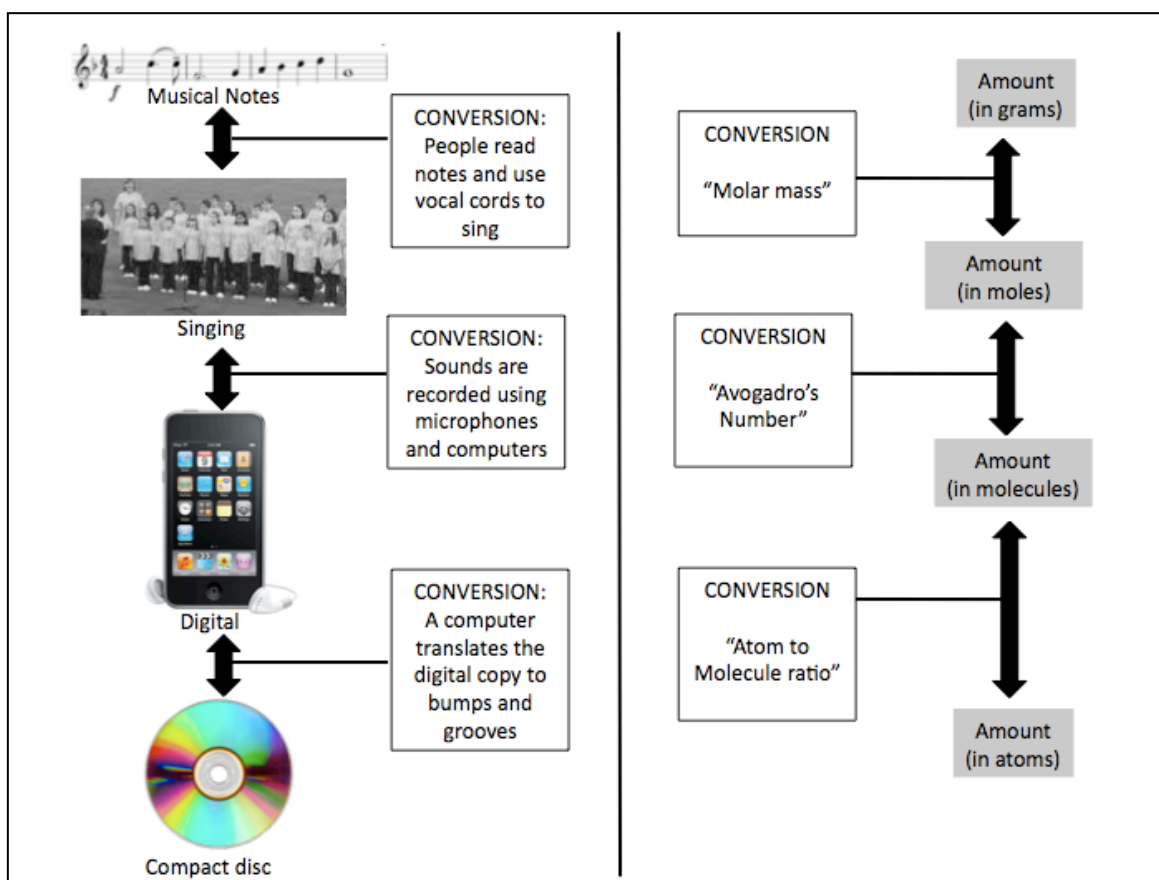 Musical Notes
CONVERSION:
People read
notes and use
vocal cords to
sing
Singing
CONVERSION:
Sounds are
recorded using
microphones
and computers
Digital
CONVERSION:
A computer
translates the
digital copy to
bumps and
grooves
Compact disc
Amount
(in grams)
CONVERSION
“Molar mass”
Amount
(in moles)
CONVERSION
“Avogadro’s
Number”
Amount
(in molecules)
CONVERSION
“Atom to
Molecule ratio”
Amount
(in atoms)